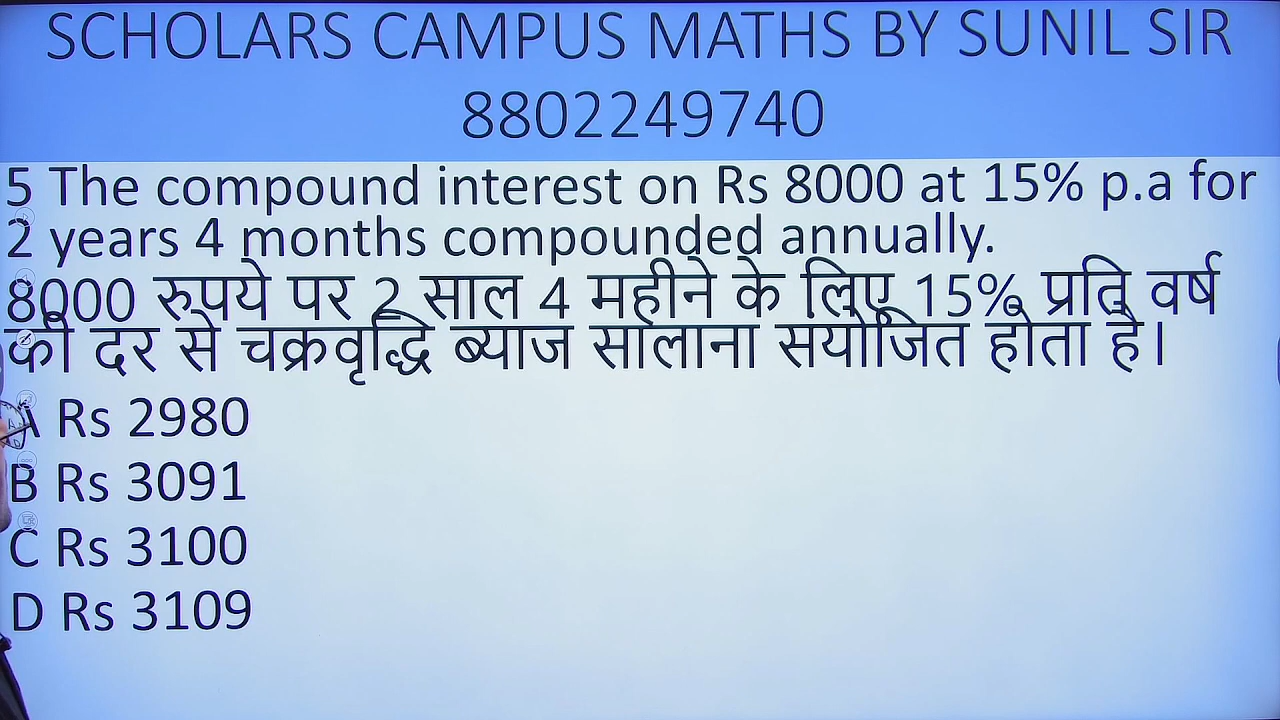 SCHOLARS CAMPUS MATHS BY SUNIL SIR
8802249740
5 The compound interest on Rs 8000 at 15% p.a for
2 years 4 months compounded annually.
8000 रुपये पर 2 साल 4 महीने के लिए 15% प्रति वर्ष
की दर से चक्रवृद्धि ब्याज सालाना संयोजित होता है।
A Rs 2980
B Rs 3091
C Rs 3100
D Rs 3109